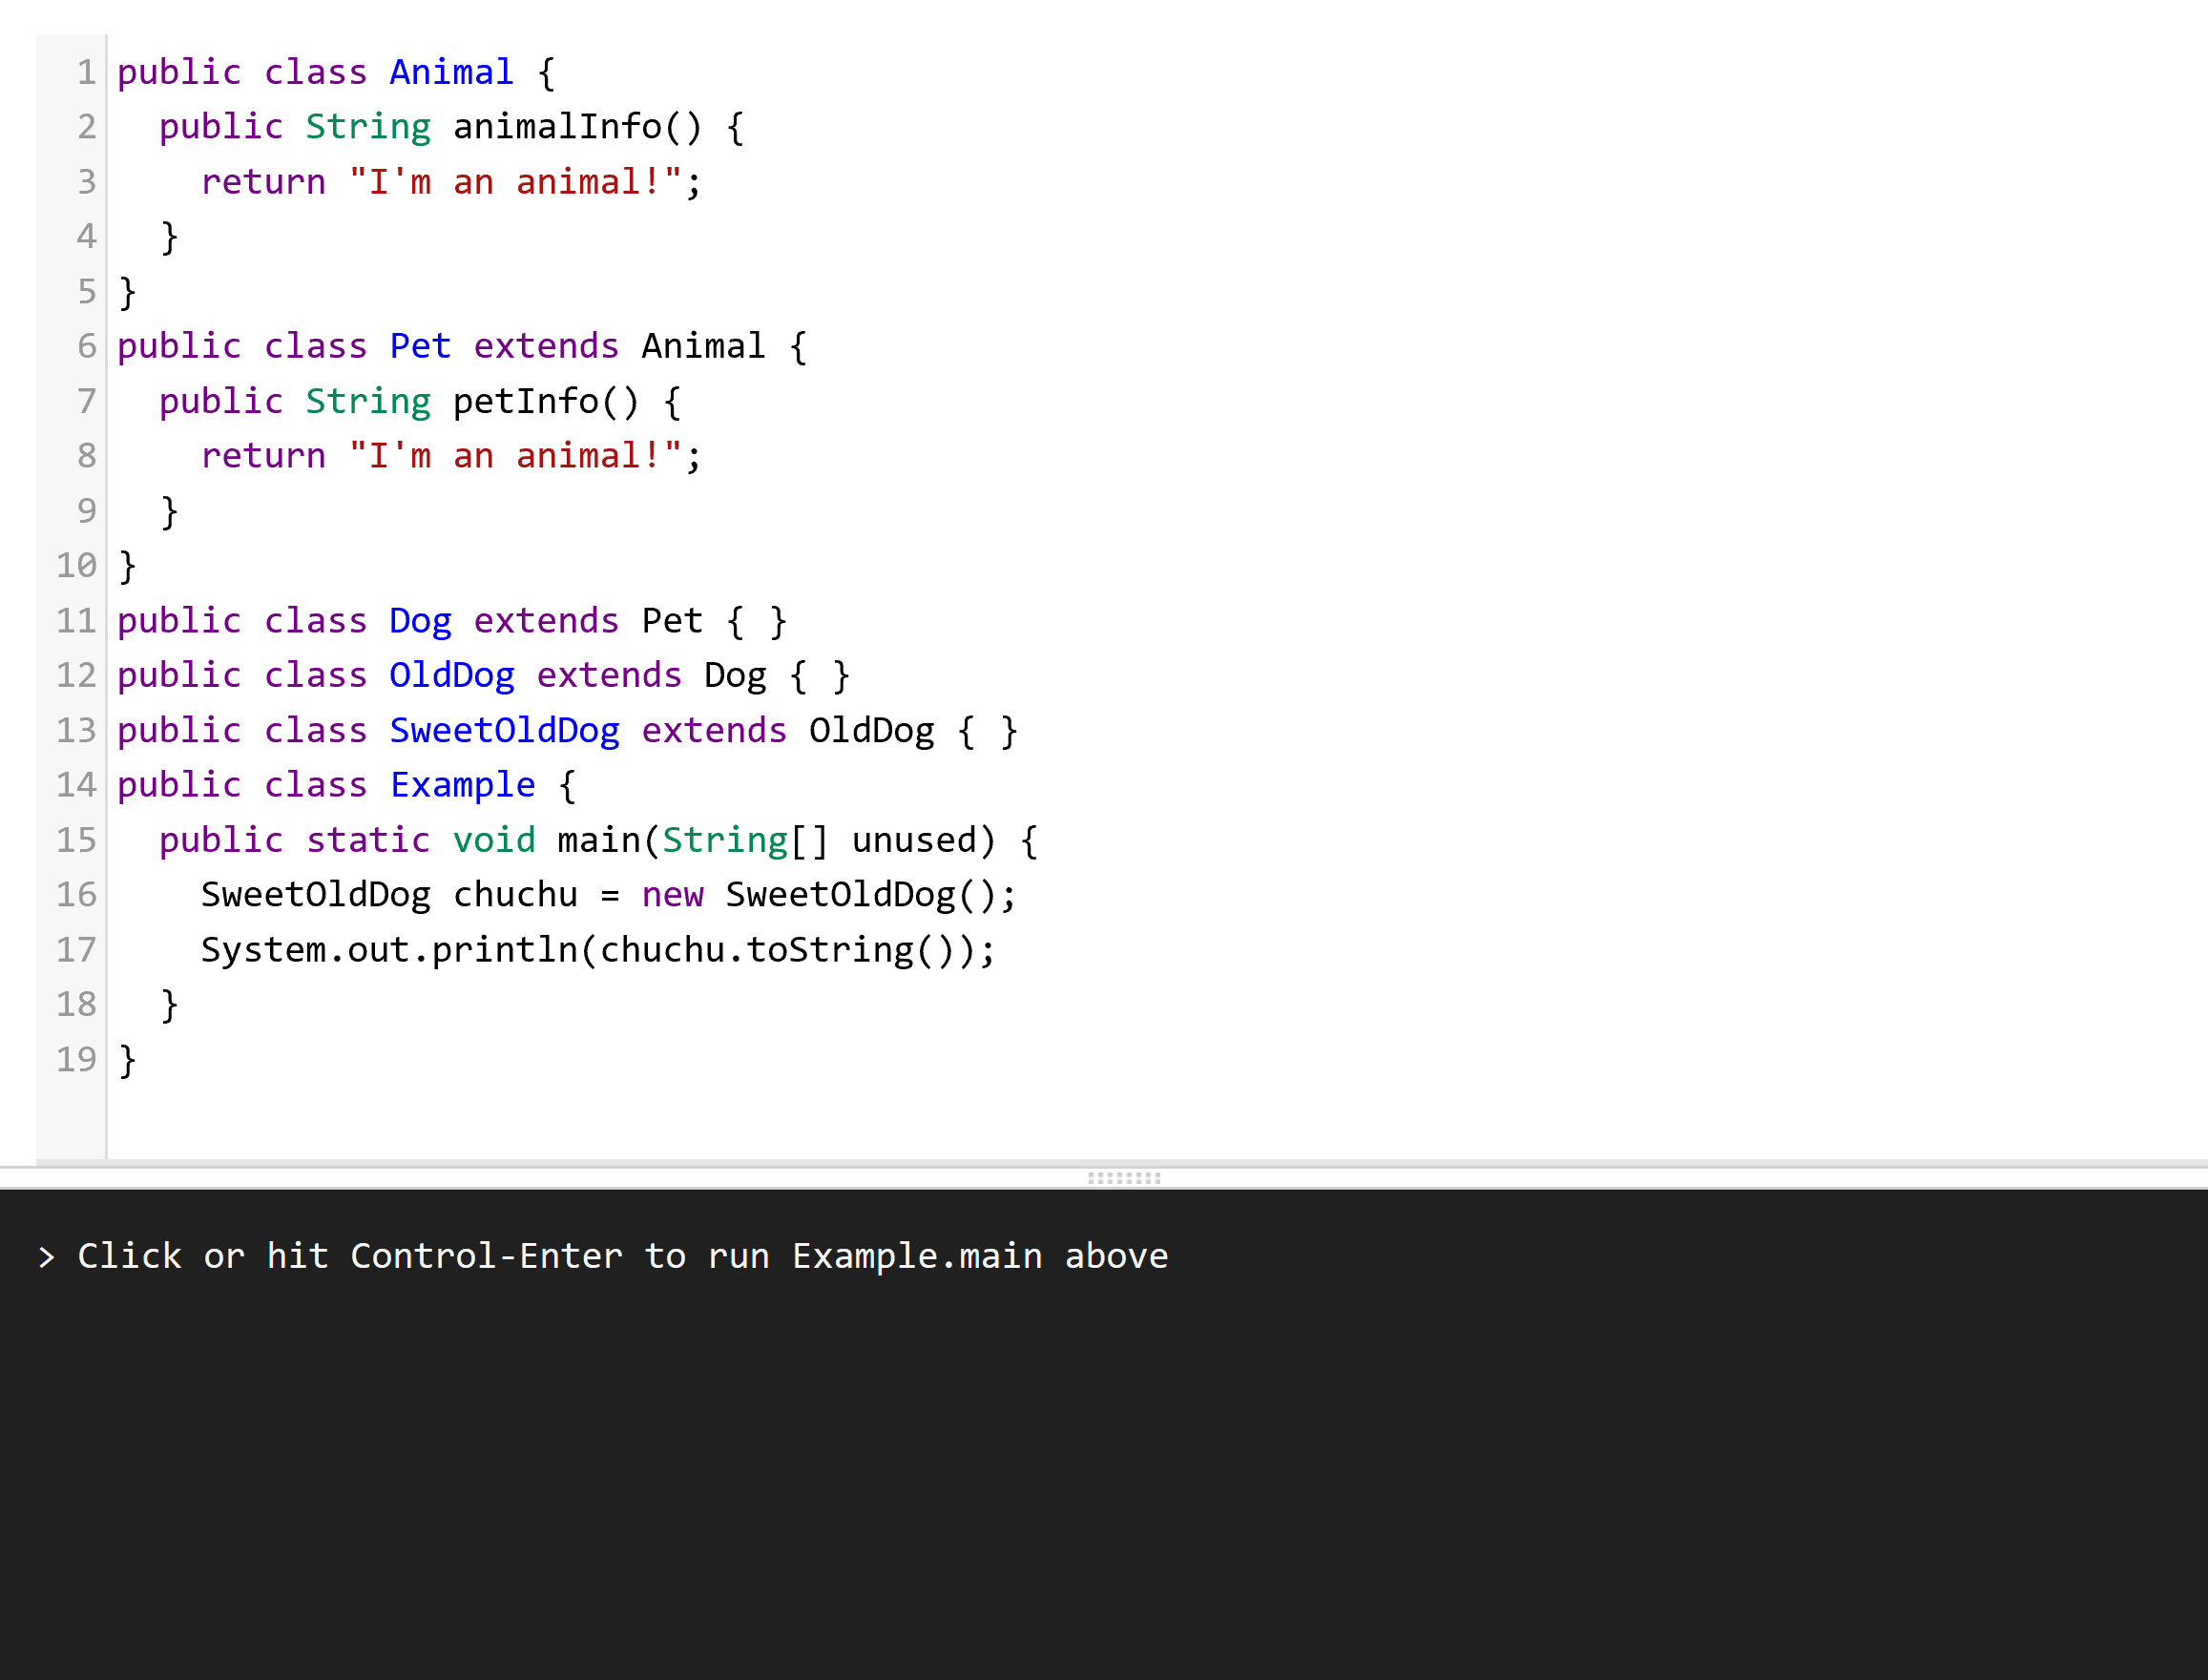 1 public class Animal {
2   public String animalInfo() {
3     return "I'm an animal!";
4   }
5 }
6 public class Pet extends Animal {
7   public String petInfo() {
8     return "I'm an animal!";
9   }
10 }
11 public class Dog extends Pet { }
12 public class OldDog extends Dog { }
13 public class SweetOldDog extends OldDog { }
14 public class Example {
15   public static void main(String[] unused) {
16     SweetOldDog chuchu = new SweetOldDog();
17     System.out.println(chuchu.toString());
18   }
19 }
> Click or hit Control-Enter to run Example.main above